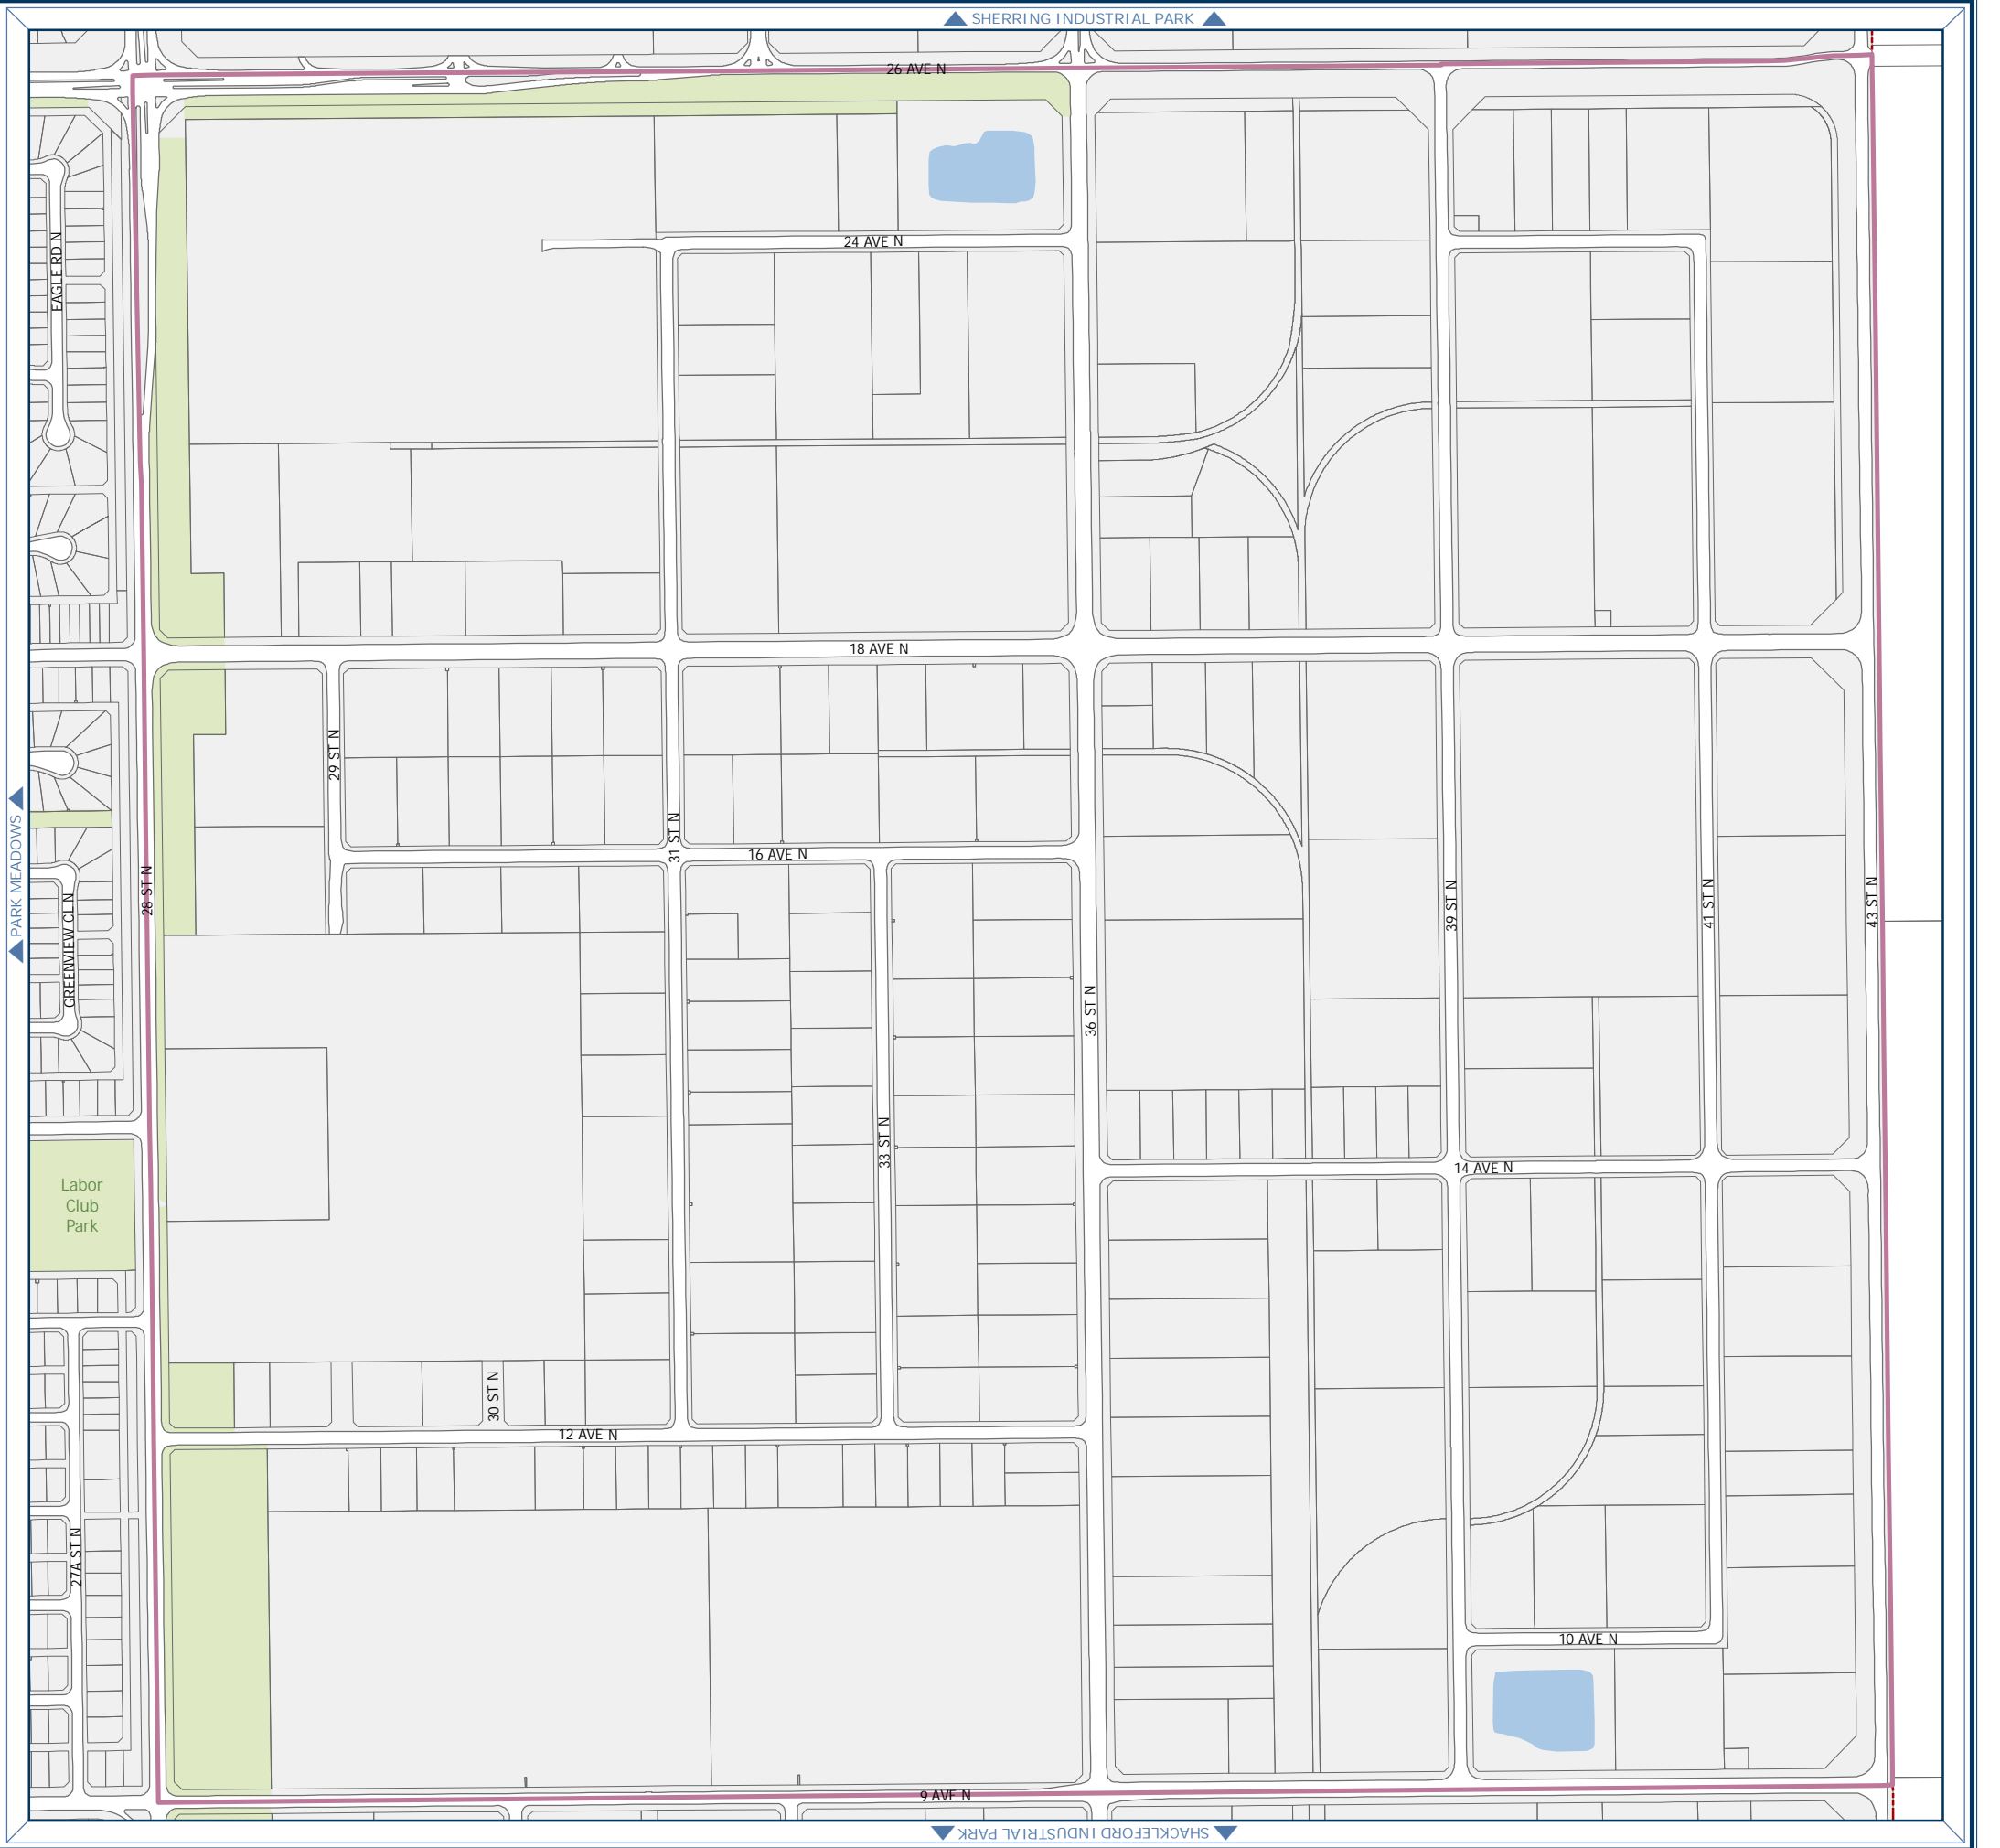 SHERRING INDUSTRIAL PARK
26 AVE N
24 AVE N
EAGLE RD N
18 AVE N
29 ST N
31 ST N
16 AVE N
PARK MEADOWS
28 ST N
GREENVIEW CL N
39 ST N
41 ST N
43 ST N
36 ST N
33 ST N
14 AVE N
Labor
Club
Park
30 ST N
12 AVE N
27A ST N
10 AVE N
9 AVE N
SHACKLEFORD INDUSTRIAL PARK